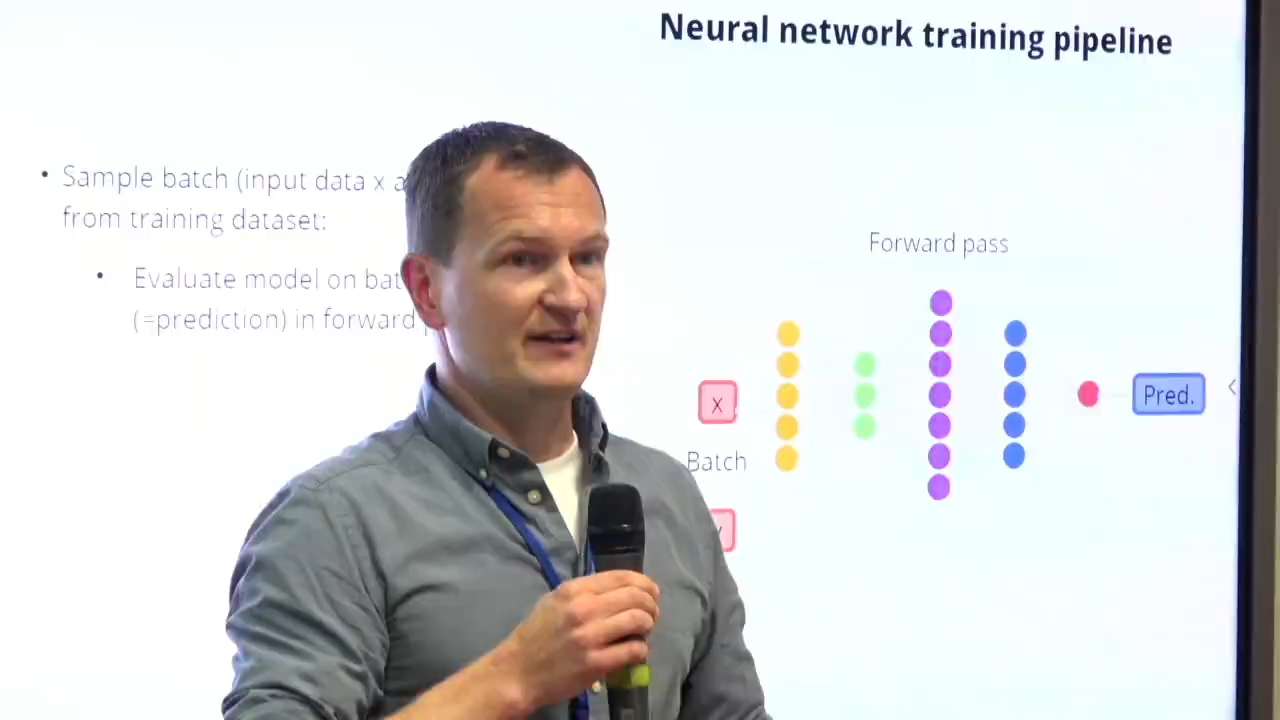 Neural network training pipeline
• Sample batch (input data x
from training dataset:
• Evaluate model on
(=prediction) in forward
Forward pass
x
Pred.
Batch